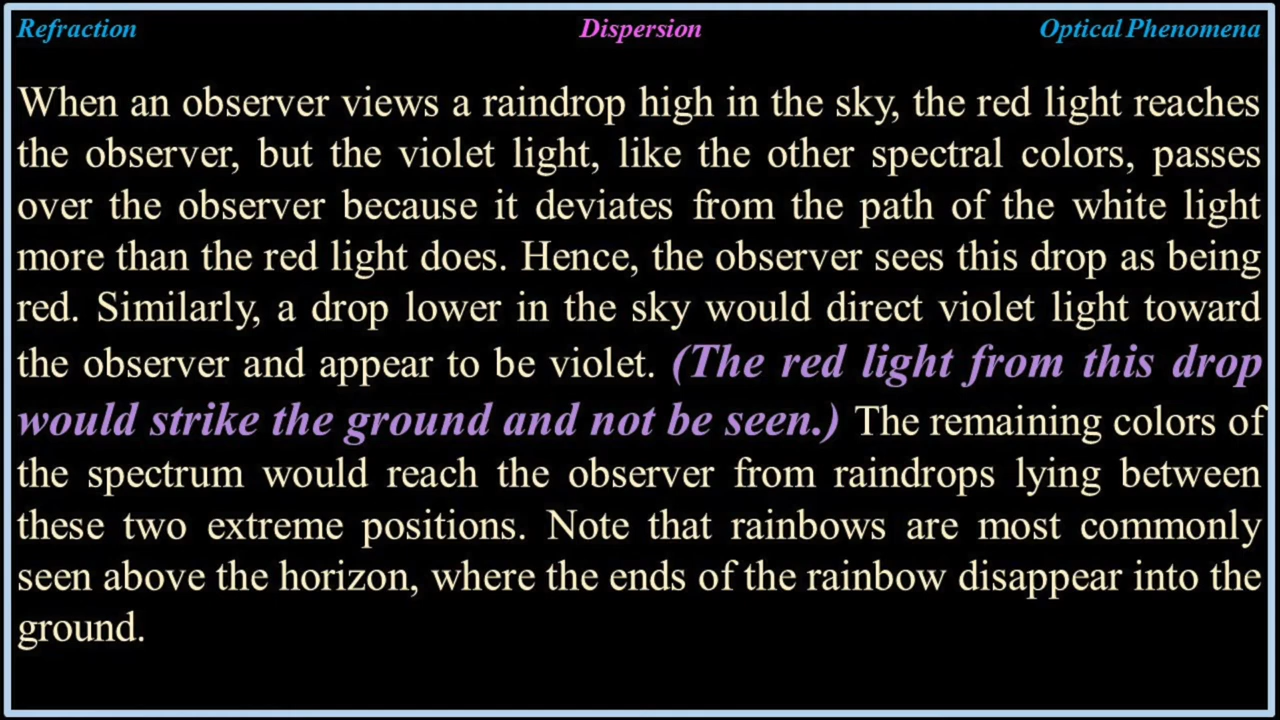 Refraction Dispersion Optical Phenomena
When an observer views a raindrop high in the sky, the red light reaches
the observer, but the violet light, like the other spectral colors, passes
over the observer because it deviates from the path of the white light
more than the red light does. Hence, the observer sees this drop as being
red. Similarly, a drop lower in the sky would direct violet light toward
the observer and appear to be violet. (The red light from this drop
would strike the ground and not be seen.) The remaining colors of
the spectrum would reach the observer from raindrops lying between
these two extreme positions. Note that rainbows are most commonly
seen above the horizon, where the ends of the rainbow disappear into the
ground.